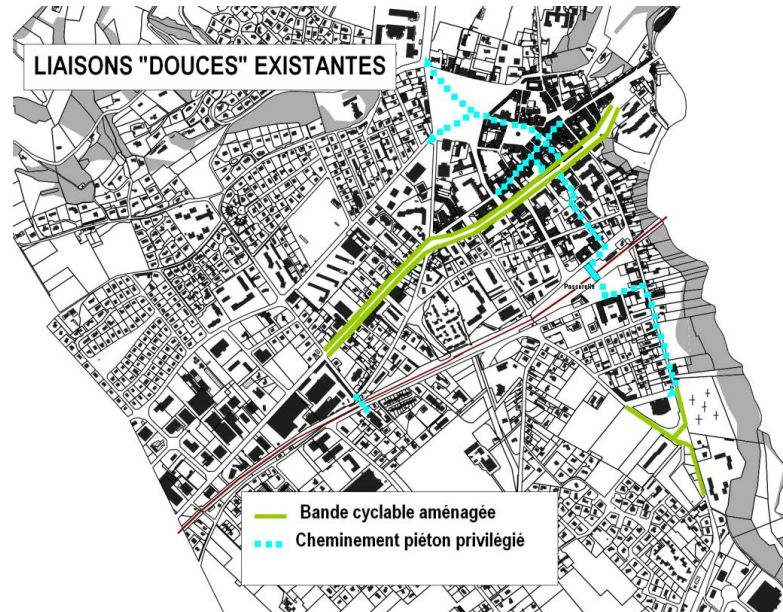 LIAISONS "DOUCES" EXISTANTES
Passerelle
Bande cyclable aménagée
Cheminement piéton privilégié